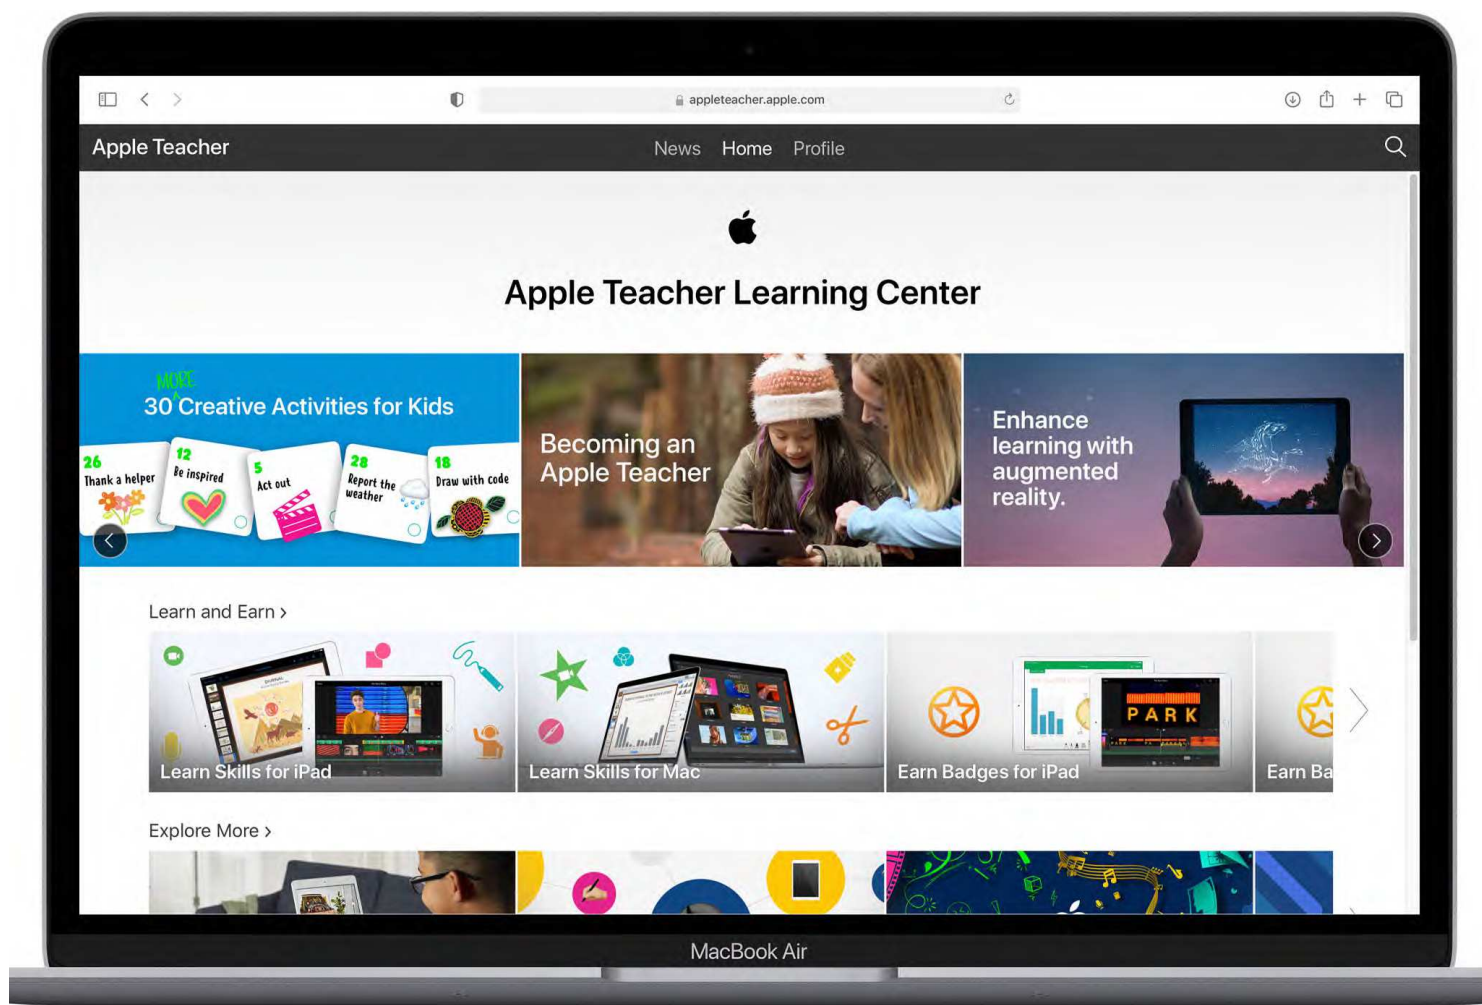 appleteacher.apple.com
Apple Teacher
News Home Profile
Apple Teacher Learning Center
MORE
30 Creative Activities for Kids
26
Thank a helper
12
Be inspired
5
Act out
28
Report the
weather
18
Draw with code
Becoming an
Apple Teacher
Enhance
learning with
augmented
reality.
Learn and Earn >
JOURNAL
Learn Skills for iPad
Learn Skills for Mac
PARK
Earn Badges for iPad
Earn Ba
Explore More >
MacBook Air